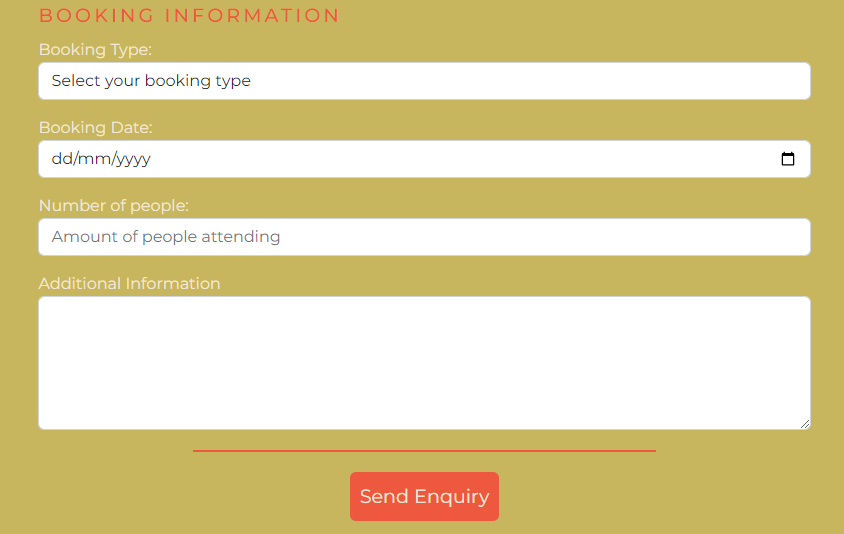 BOOKING INFORMATION
Booking Type:
Select your booking type
Booking Date:
dd/mm/yyyy
Number of people:
Amount of people attending
Additional Information
Send Enquiry